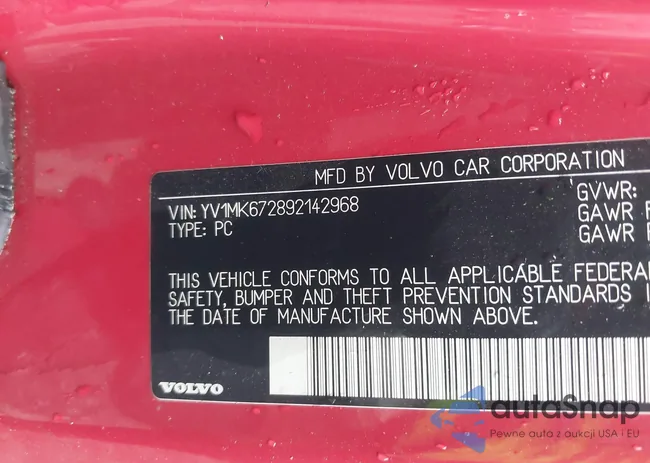 MFD BY VOLVO CAR CORPORATION
VIN: YV1MK672892142968
TYPE: PC
GVWR:
GAWR F
GAWR F
THIS VEHICLE CONFORMS TO ALL APPLICABLE FEDERA
SAFETY, BUMPER AND THEFT PREVENTION STANDARDS I
THE DATE OF MANUFACTURE SHOWN ABOVE.
VOLVO
autoSnap
Pewne auta z aukcji USA i EU